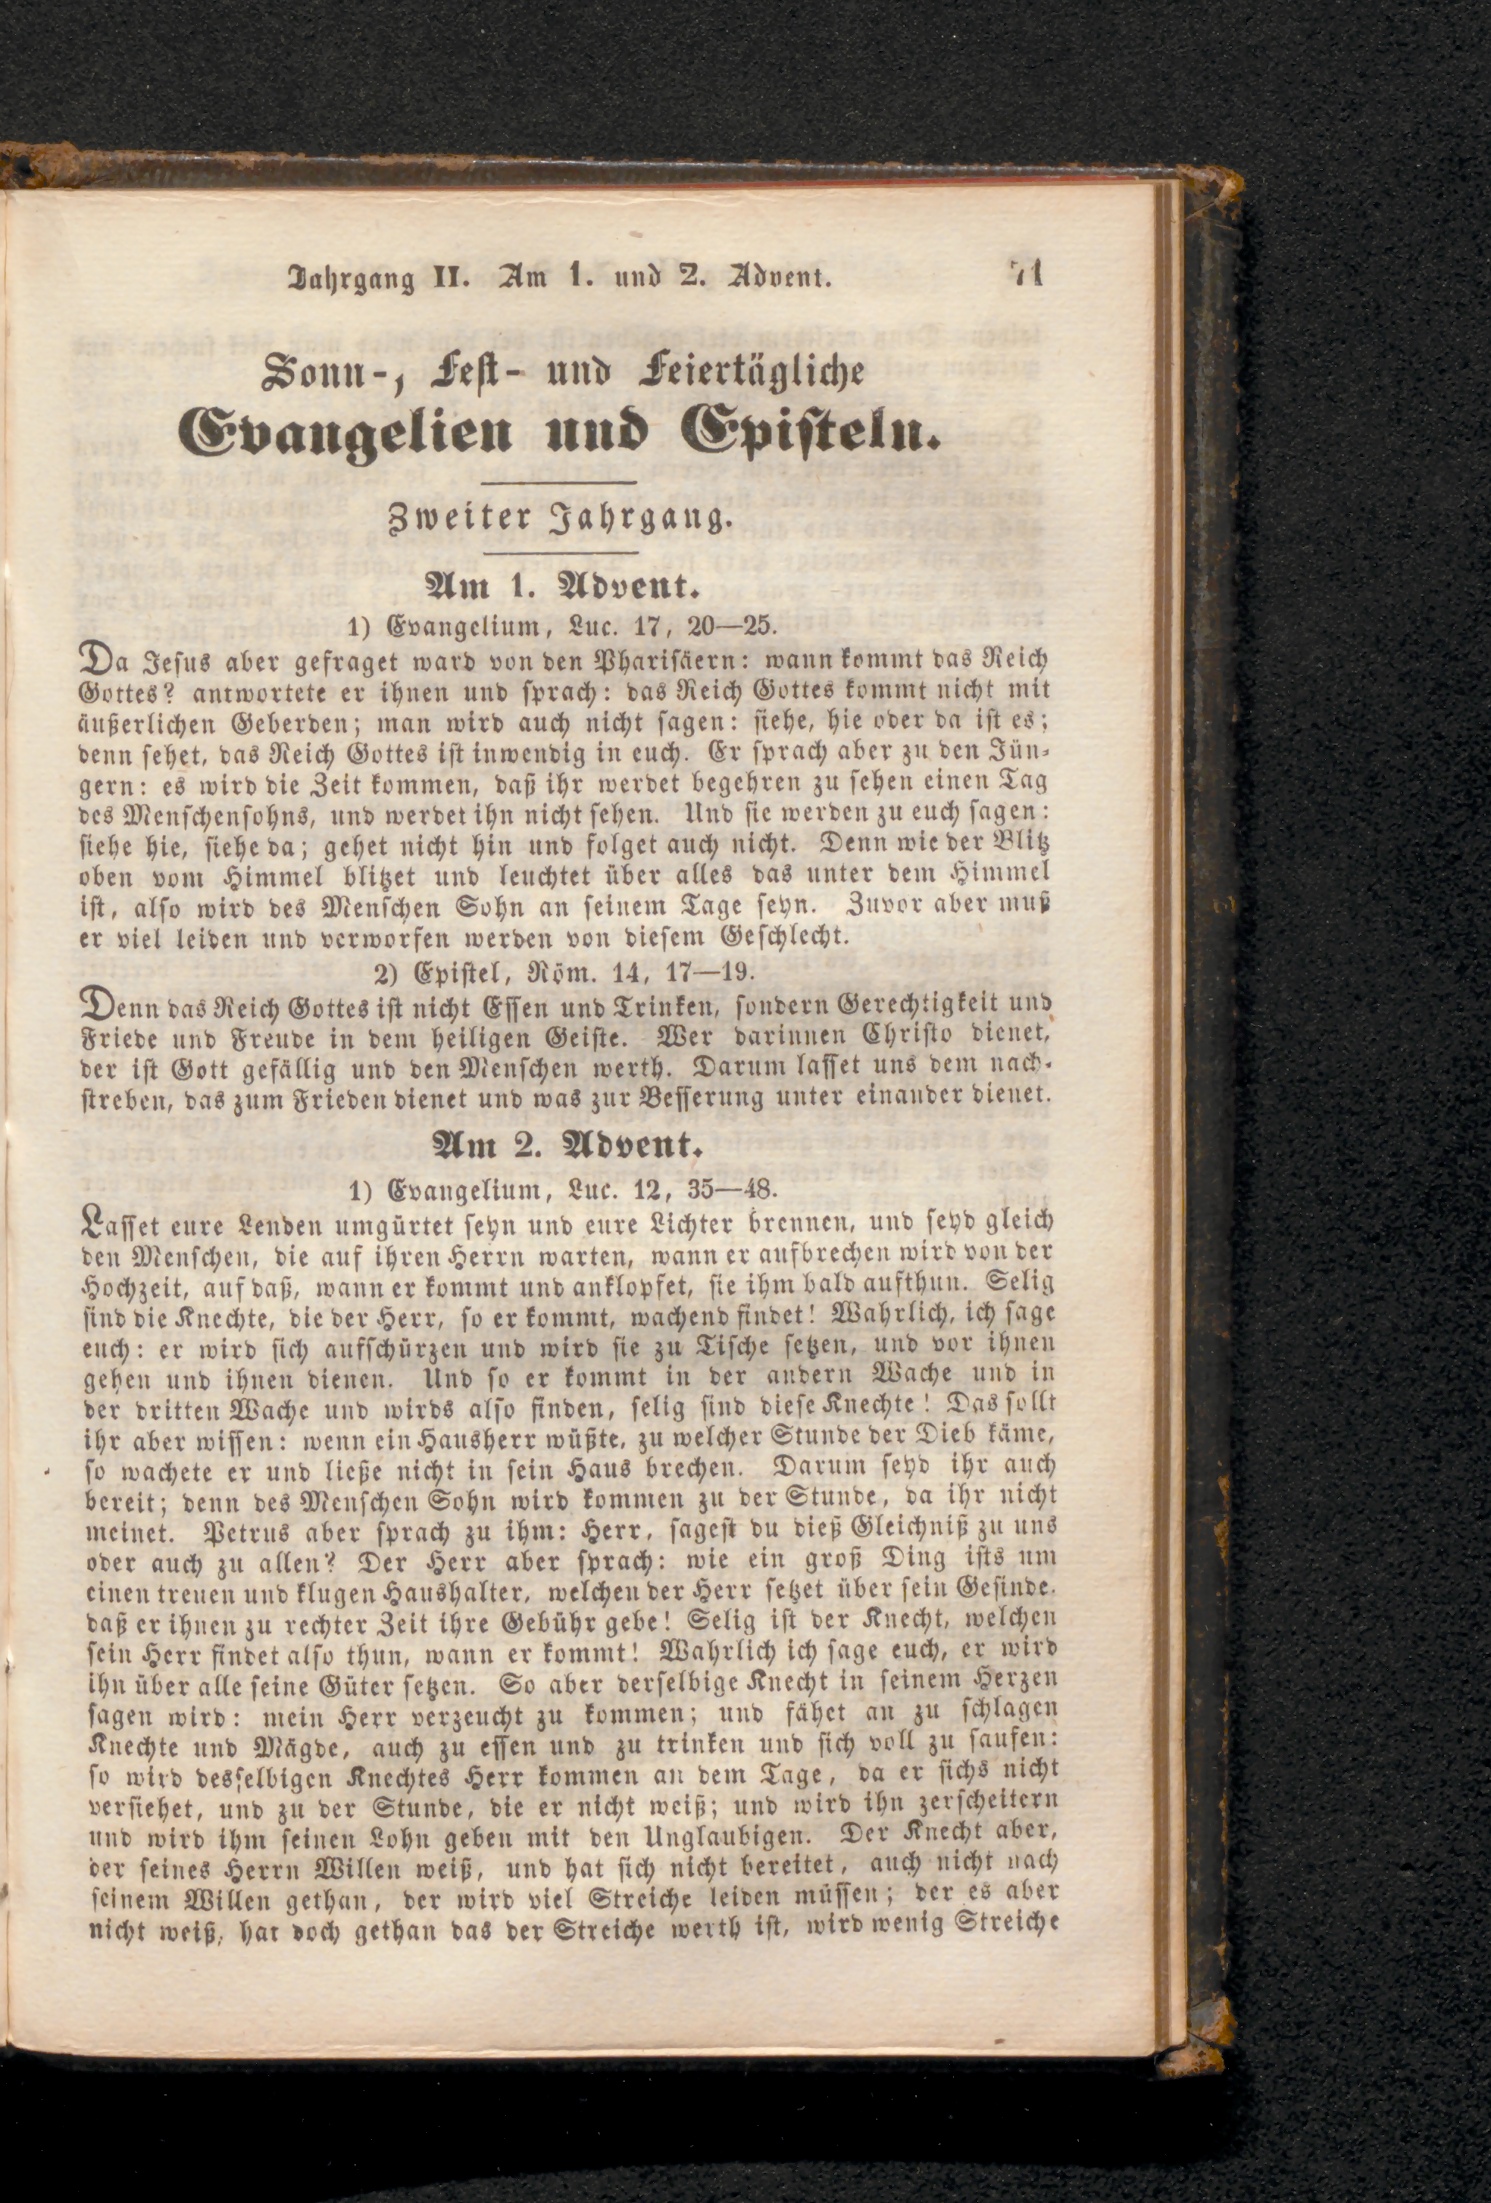 Jahrgang II. Am 1. und 2. Advent. 71
Sonn-, Fest- und Feiertägliche
Evangelien und Episteln.
Zweiter Jahrgang.
Am 1. Advent.
1) Evangelium, Luc. 17, 20—25.
Da Jesus aber gefraget ward von den Pharisäern: wann kommt das Reich
Gottes? antwortete er ihnen und sprach: das Reich Gottes kommt nicht mit
äußerlichen Geberden; man wird auch nicht sagen: siehe, hie oder da ist es;
denn sehet, das Reich Gottes ist inwendig in euch. Er sprach aber zu den Jün-
gern: es wird die Zeit kommen, daß ihr werdet begehren zu sehen einen Tag
des Menschensohns, und werdet ihn nicht sehen. Und sie werden zu euch sagen:
siehe hie, siehe da; gehet nicht hin und folget auch nicht. Denn wie der Blitz
oben vom Himmel blitzet und leuchtet über alles das unter dem Himmel
ist, also wird des Menschen Sohn an seinem Tage seyn. Zuvor aber muß
er viel leiden und verworfen werden von diesem Geschlecht.
2) Epistel, Röm. 14, 17—19.
Denn das Reich Gottes ist nicht Essen und Trinken, sondern Gerechtigkeit und
Friede und Freude in dem heiligen Geiste. Wer darinnen Christo dienet,
der ist Gott gefällig und den Menschen werth. Darum lasset uns dem nach-
streben, das zum Frieden dienet und was zur Besserung unter einander dienet.
Am 2. Advent.
1) Evangelium, Luc. 12, 35—48.
Lasset eure Lenden umgürtet seyn und eure Lichter brennen, und seyd gleich
den Menschen, die auf ihren Herrn warten, wann er aufbrechen wird von der
Hochzeit, auf daß, wann er kommt und anklopfet, sie ihm bald aufthun. Selig
sind die Knechte, die der Herr, so er kommt, wachend findet! Wahrlich, ich sage
euch: er wird sich aufschürzen und wird sie zu Tische setzen, und vor ihnen
gehen und ihnen dienen. Und so er kommt in der andern Wache und in
der dritten Wache und wirds also finden, selig sind diese Knechte! Das sollt
ihr aber wissen: wenn ein Hausherr wüßte, zu welcher Stunde der Dieb käme,
so wachete er und ließe nicht in sein Haus brechen. Darum seyd ihr auch
bereit; denn des Menschen Sohn wird kommen zu der Stunde, da ihr nicht
meinet. Petrus aber sprach zu ihm: Herr, sagest du dieß Gleichniß zu uns
oder auch zu allen? Der Herr aber sprach: wie ein groß Ding ists um
einen treuen und klugen Haushalter, welchen der Herr setzet über sein Gesinde,
daß er ihnen zu rechter Zeit ihre Gebühr gebe! Selig ist der Knecht, welchen
sein Herr findet also thun, wann er kommt! Wahrlich ich sage euch, er wird
ihn über alle seine Güter setzen. So aber derselbige Knecht in seinem Herzen
sagen wird: mein Herr verzeucht zu kommen; und fähet an zu schlagen
Knechte und Mägde, auch zu essen und zu trinken und sich voll zu saufen:
so wird desselbigen Knechtes Herr kommen an dem Tage, da er sichs nicht
versiehet, und zu der Stunde, die er nicht weiß; und wird ihn zerscheitern
und wird ihm seinen Lohn geben mit den Unglaubigen. Der Knecht aber,
der seines Herrn Willen weiß, und hat sich nicht bereitet, auch nicht nach
seinem Willen gethan, der wird viel Streiche leiden müssen; der es aber
nicht weiß, hat doch gethan das der Streiche werth ist, wird wenig Streiche